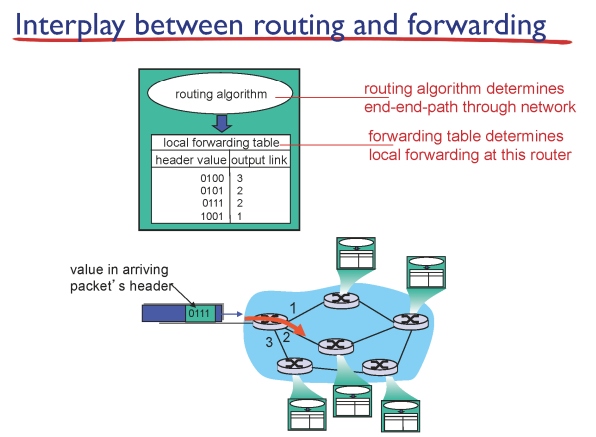 Interplay between routing and forwarding
routing algorithm
routing algorithm determines
end-end-path through network
forwarding table determines
local forwarding at this router
local forwarding table
header value output link
0100 3
0101 2
0111 2
1001 1
value in arriving
packet’s header
0111
1
3 2